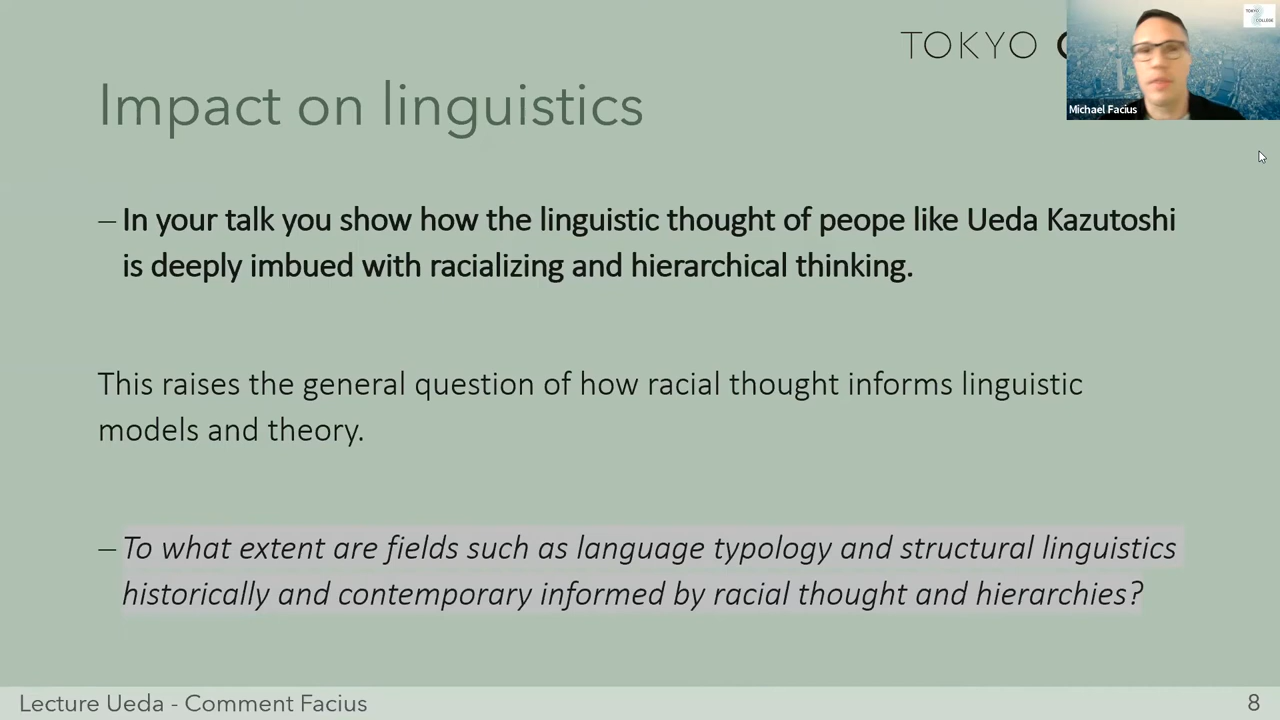 TOKYO
TOKYO
COLLEGE
Michael Facius
Impact on linguistics
– In your talk you show how the linguistic thought of peope like Ueda Kazutoshi
is deeply imbued with racializing and hierarchical thinking.
This raises the general question of how racial thought informs linguistic
models and theory.
– To what extent are fields such as language typology and structural linguistics
historically and contemporary informed by racial thought and hierarchies?
Lecture Ueda - Comment Facius
8